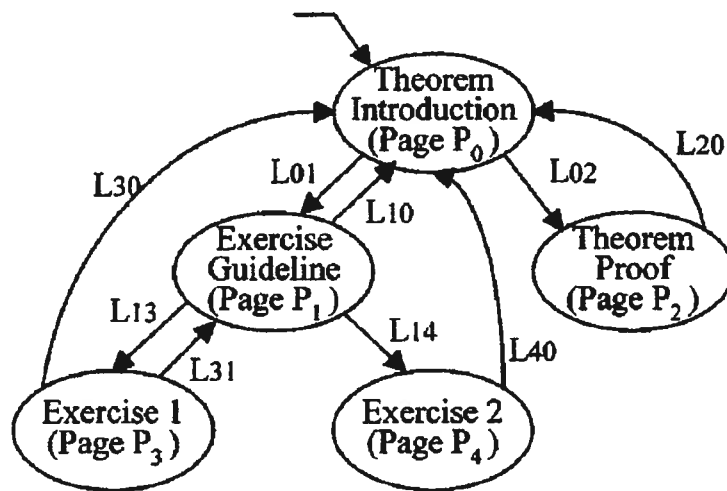 Theorem
Introduction
(Page P0)
L30
L01
L10
L02
L20
Exercise
Guideline
(Page P1)
Theorem
Proof
(Page P2)
L13
L31
L14
L40
Exercise 1
(Page P3)
Exercise 2
(Page P4)